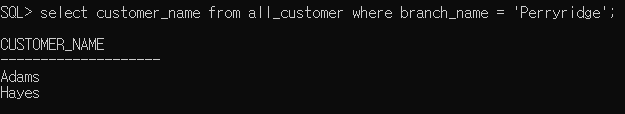 SQL> select customer_name from all_customer where branch_name = 'Perryridge';
CUSTOMER_NAME
--------------------
Adams
Hayes